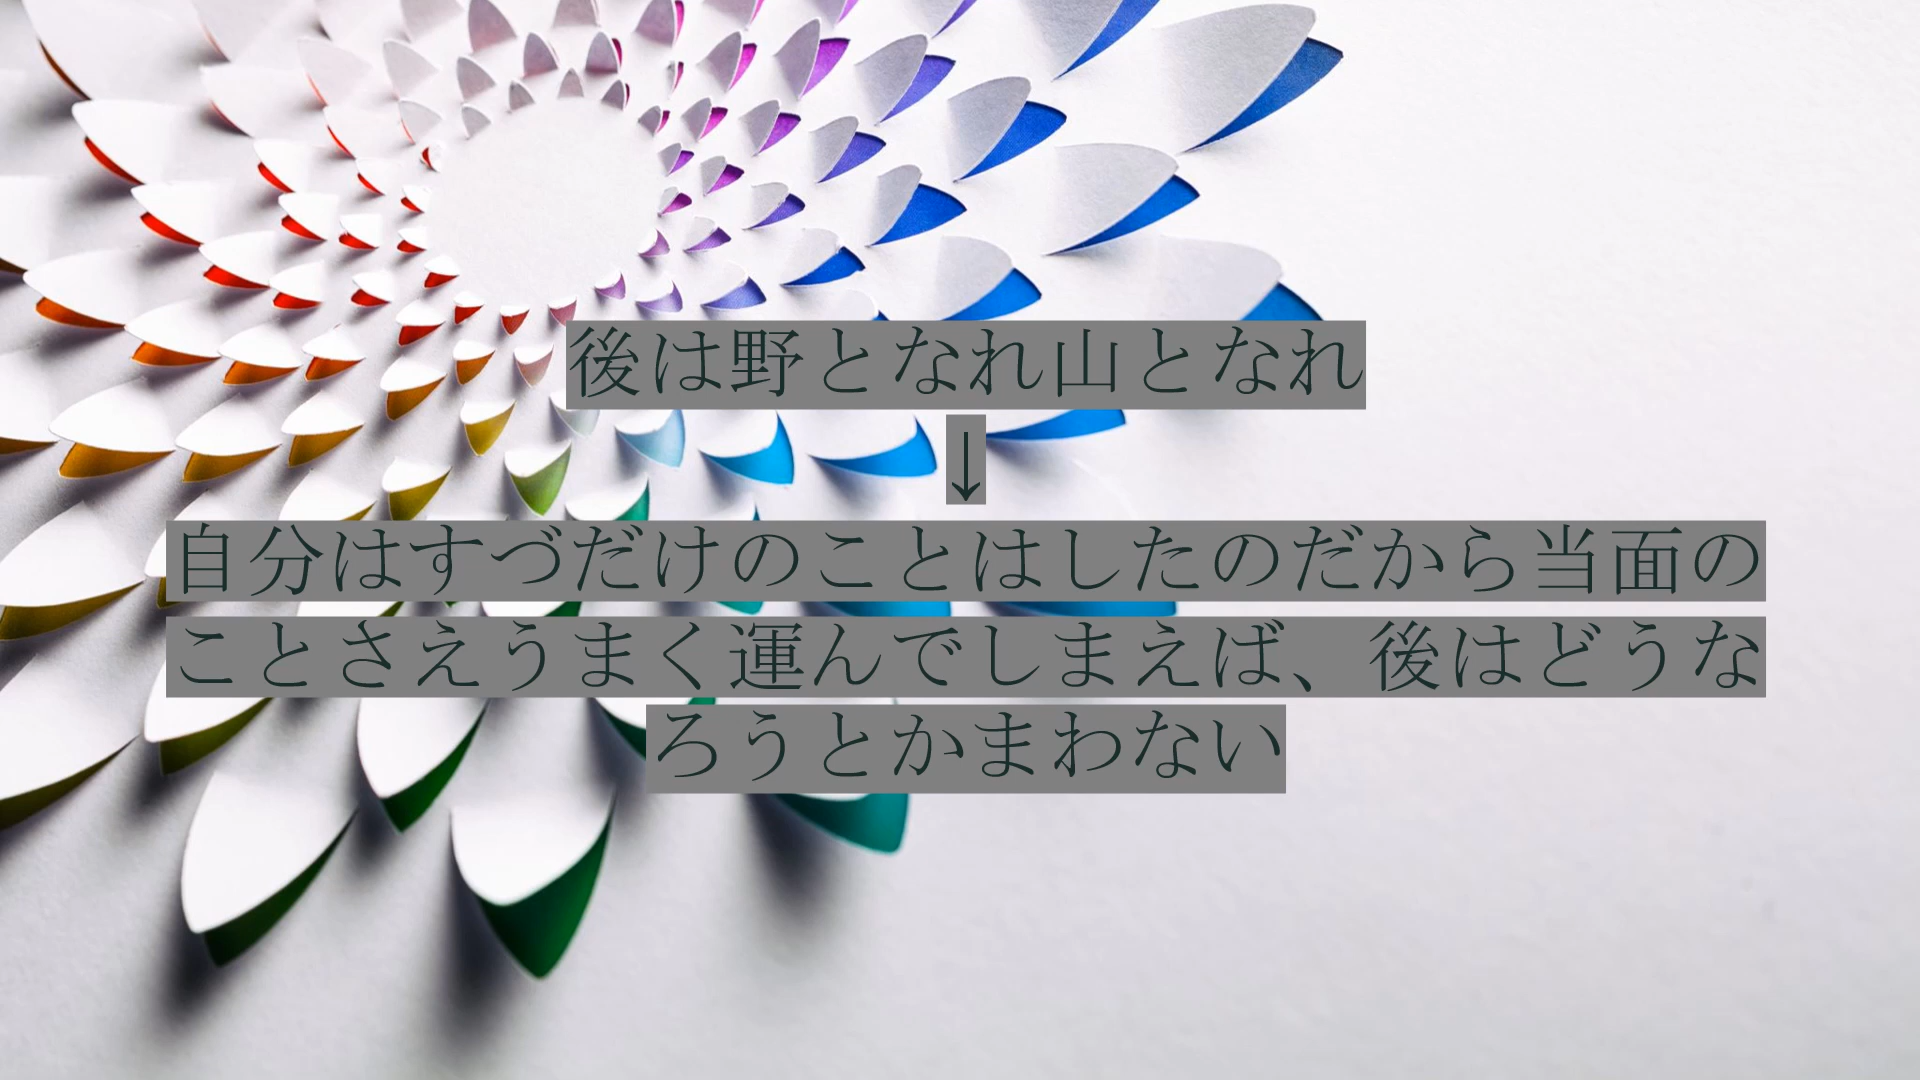 後は野となれ山となれ
↓
自分はすづだけのことはしたのだから当面の
ことさえうまく運んでしまえば、後はどうな
ろうとかまわない